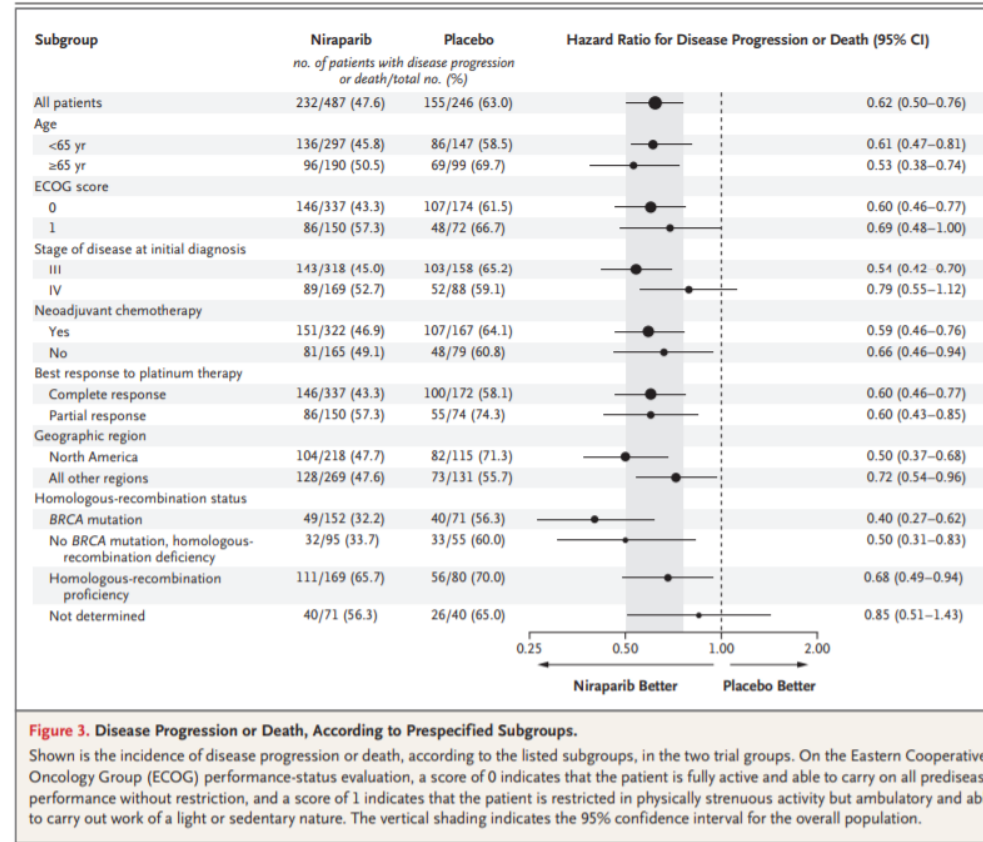 Subgroup Niraparib Placebo Hazard Ratio for Disease Progression or Death (95% CI)
no. of patients with disease progression
or death/total no. (%)
All patients 232/487 (47.6) 155/246 (63.0) 0.62 (0.50–0.76)
Age
<65 yr 136/297 (45.8) 86/147 (58.5) 0.61 (0.47–0.81)
≥65 yr 96/190 (50.5) 69/99 (69.7) 0.53 (0.38–0.74)
ECOG score
0 146/337 (43.3) 107/174 (61.5) 0.60 (0.46–0.77)
1 86/150 (57.3) 48/72 (66.7) 0.69 (0.48–1.00)
Stage of disease at initial diagnosis
III 143/318 (45.0) 103/158 (65.2) 0.54 (0.42–0.70)
IV 89/169 (52.7) 52/88 (59.1) 0.79 (0.55–1.12)
Neoadjuvant chemotherapy
Yes 151/322 (46.9) 107/167 (64.1) 0.59 (0.46–0.76)
No 81/165 (49.1) 48/79 (60.8) 0.66 (0.46–0.94)
Best response to platinum therapy
Complete response 146/337 (43.3) 100/172 (58.1) 0.60 (0.46–0.77)
Partial response 86/150 (57.3) 55/74 (74.3) 0.60 (0.43–0.85)
Geographic region
North America 104/218 (47.7) 82/115 (71.3) 0.50 (0.37–0.68)
All other regions 128/269 (47.6) 73/131 (55.7) 0.72 (0.54–0.96)
Homologous-recombination status
BRCA mutation 49/152 (32.2) 40/71 (56.3) 0.40 (0.27–0.62)
No BRCA mutation, homologous- 32/95 (33.7) 33/55 (60.0) 0.50 (0.31–0.83)
recombination deficiency
Homologous-recombination 111/169 (65.7) 56/80 (70.0) 0.68 (0.49–0.94)
proficiency
Not determined 40/71 (56.3) 26/40 (65.0) 0.85 (0.51–1.43)
0.25 0.50 1.00 2.00
Niraparib Better Placebo Better
Figure 3. Disease Progression or Death, According to Prespecified Subgroups.
Shown is the incidence of disease progression or death, according to the listed subgroups, in the two trial groups. On the Eastern Cooperative
Oncology Group (ECOG) performance-status evaluation, a score of 0 indicates that the patient is fully active and able to carry on all prediseas
performance without restriction, and a score of 1 indicates that the patient is restricted in physically strenuous activity but ambulatory and ab
to carry out work of a light or sedentary nature. The vertical shading indicates the 95% confidence interval for the overall population.